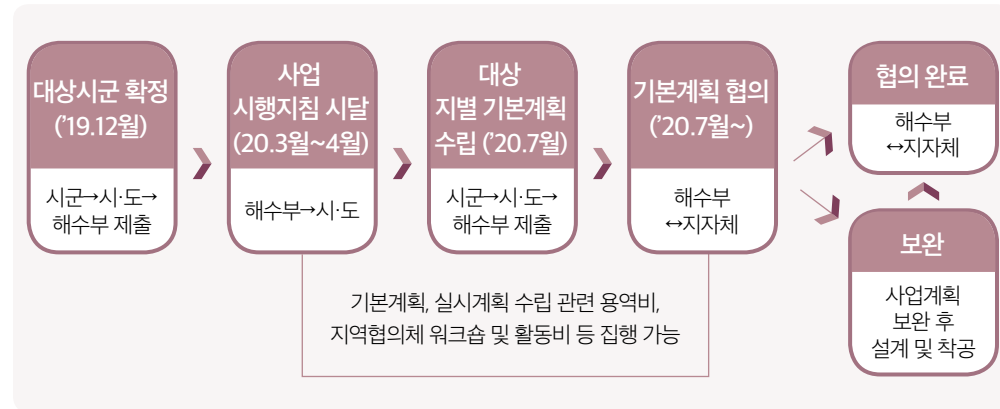 대상시군 확정
(’19.12월)
시군→시·도→
해수부 제출
사업
시행지침 시달
(20.3월~4월)
해수부→시·도
대상
지별 기본계획
수립 (’20.7월)
시군→시·도→
해수부 제출
기본계획 협의
(’20.7월~)
해수부
↔지자체
협의 완료
해수부
↔지자체
보완
사업계획
보완 후
설계 및 착공
기본계획, 실시계획 수립 관련 용역비,
지역협의체 워크숍 및 활동비 등 집행 가능